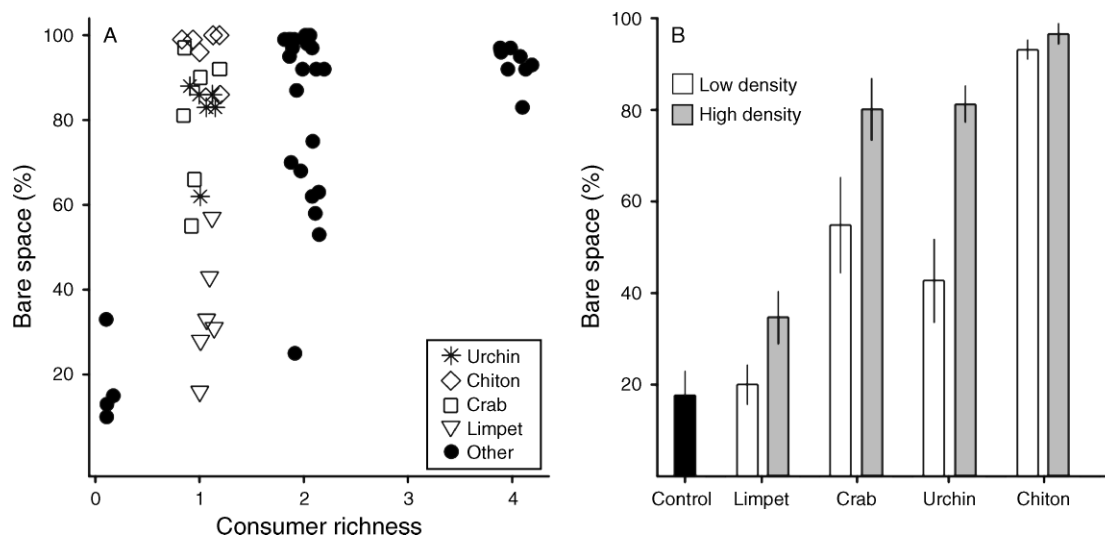 A
Bare space (%)
100
80
60
40
20
0
1
2
3
4
Consumer richness
Urchin
Chiton
Crab
Limpet
Other
B
Bare space (%)
100
80
60
40
20
Low density
High density
Control
Limpet
Crab
Urchin
Chiton